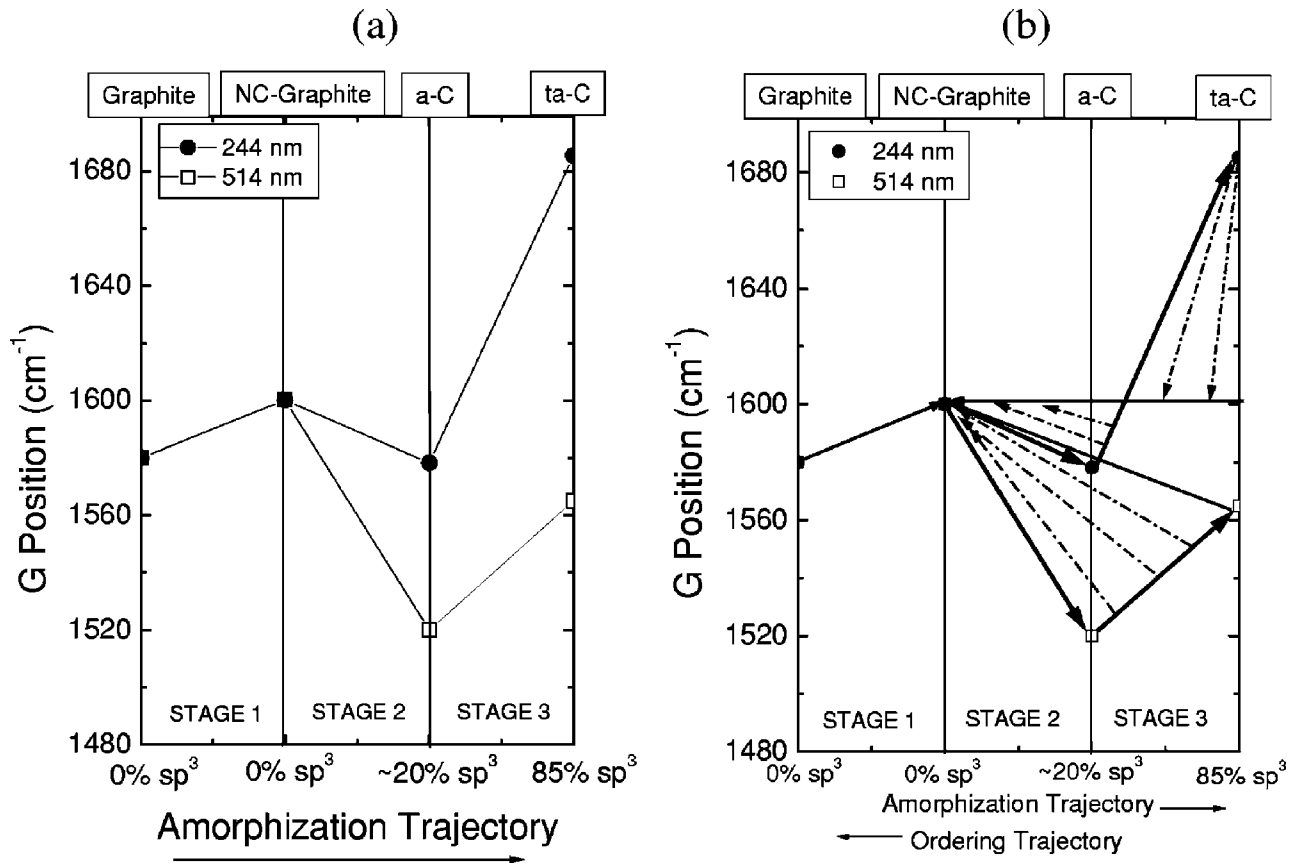 (a)
Graphite
NC-Graphite
a-C
ta-C
244 nm
514 nm
1680
1640
1600
1560
1520
1480
G Position (cm⁻¹)
STAGE 1
STAGE 2
STAGE 3
0% sp³
0% sp³
~20% sp³
85% sp³
Amorphization Trajectory
(b)
Graphite
NC-Graphite
a-C
ta-C
244 nm
514 nm
1680
1640
1600
1560
1520
1480
G Position (cm⁻¹)
STAGE 1
STAGE 2
STAGE 3
0% sp³
0% sp³
~20% sp³
85% sp³
Amorphization Trajectory
Ordering Trajectory